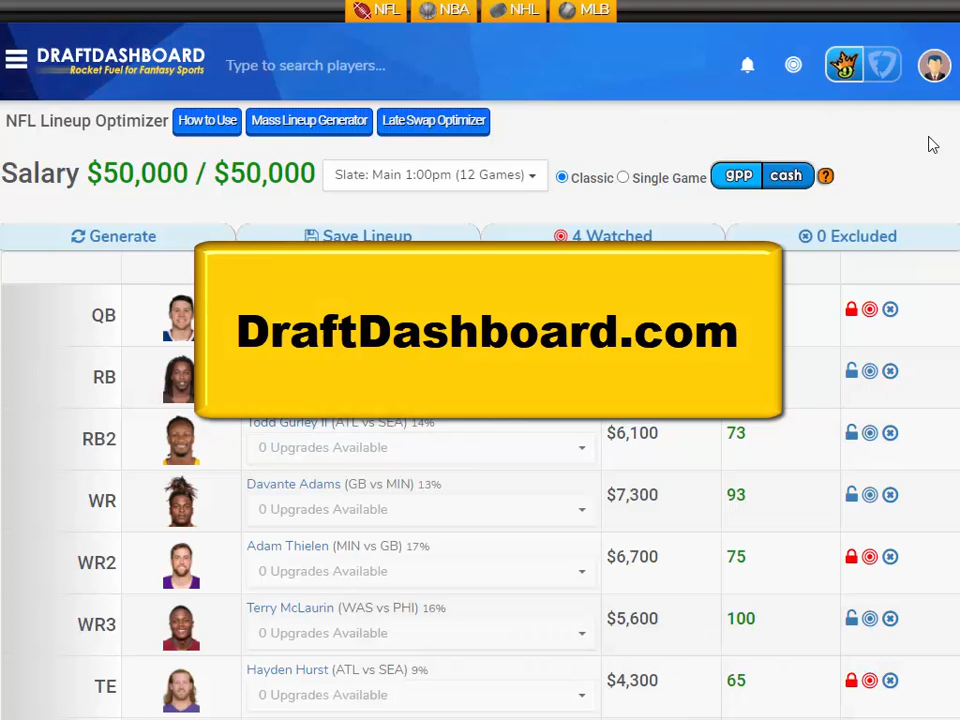 NFL NBA NHL MLB
DRAFTDASHBOARD
Rocket Fuel for Fantasy Sports
Type to search players...
NFL Lineup Optimizer How to Use Mass Lineup Generator Late Swap Optimizer
Salary $50,000 / $50,000 Slate: Main 1:00pm (12 Games) Classic Single Game gpp cash ?
Generate Save Lineup 4 Watched 0 Excluded
DraftDashboard.com
QB
RB
RB2 Todd Gurley II (ATL vs SEA) 14% $6,100 73
0 Upgrades Available
WR Davante Adams (GB vs MIN) 13% $7,300 93
0 Upgrades Available
WR2 Adam Thielen (MIN vs GB) 17% $6,700 75
0 Upgrades Available
WR3 Terry McLaurin (WAS vs PHI) 16% $5,600 100
0 Upgrades Available
TE Hayden Hurst (ATL vs SEA) 9% $4,300 65
0 Upgrades Available